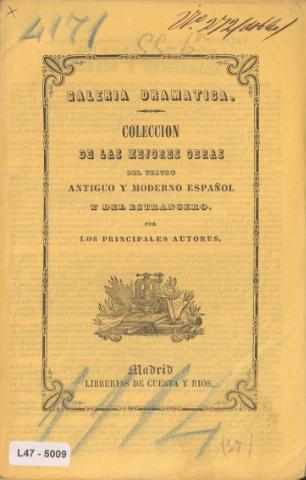 4171
GALERIA DRAMATICA.
COLECCION
DE LAS MEJORES OBRAS
DEL TEATRO
ANTIGUO Y MODERNO ESPAÑOL
Y DEL ESTRANGERO.
POR
LOS PRINCIPALES AUTORES.
Madrid
LIBRERIAS DE CUESTA Y RIOS.
L47 - 5009